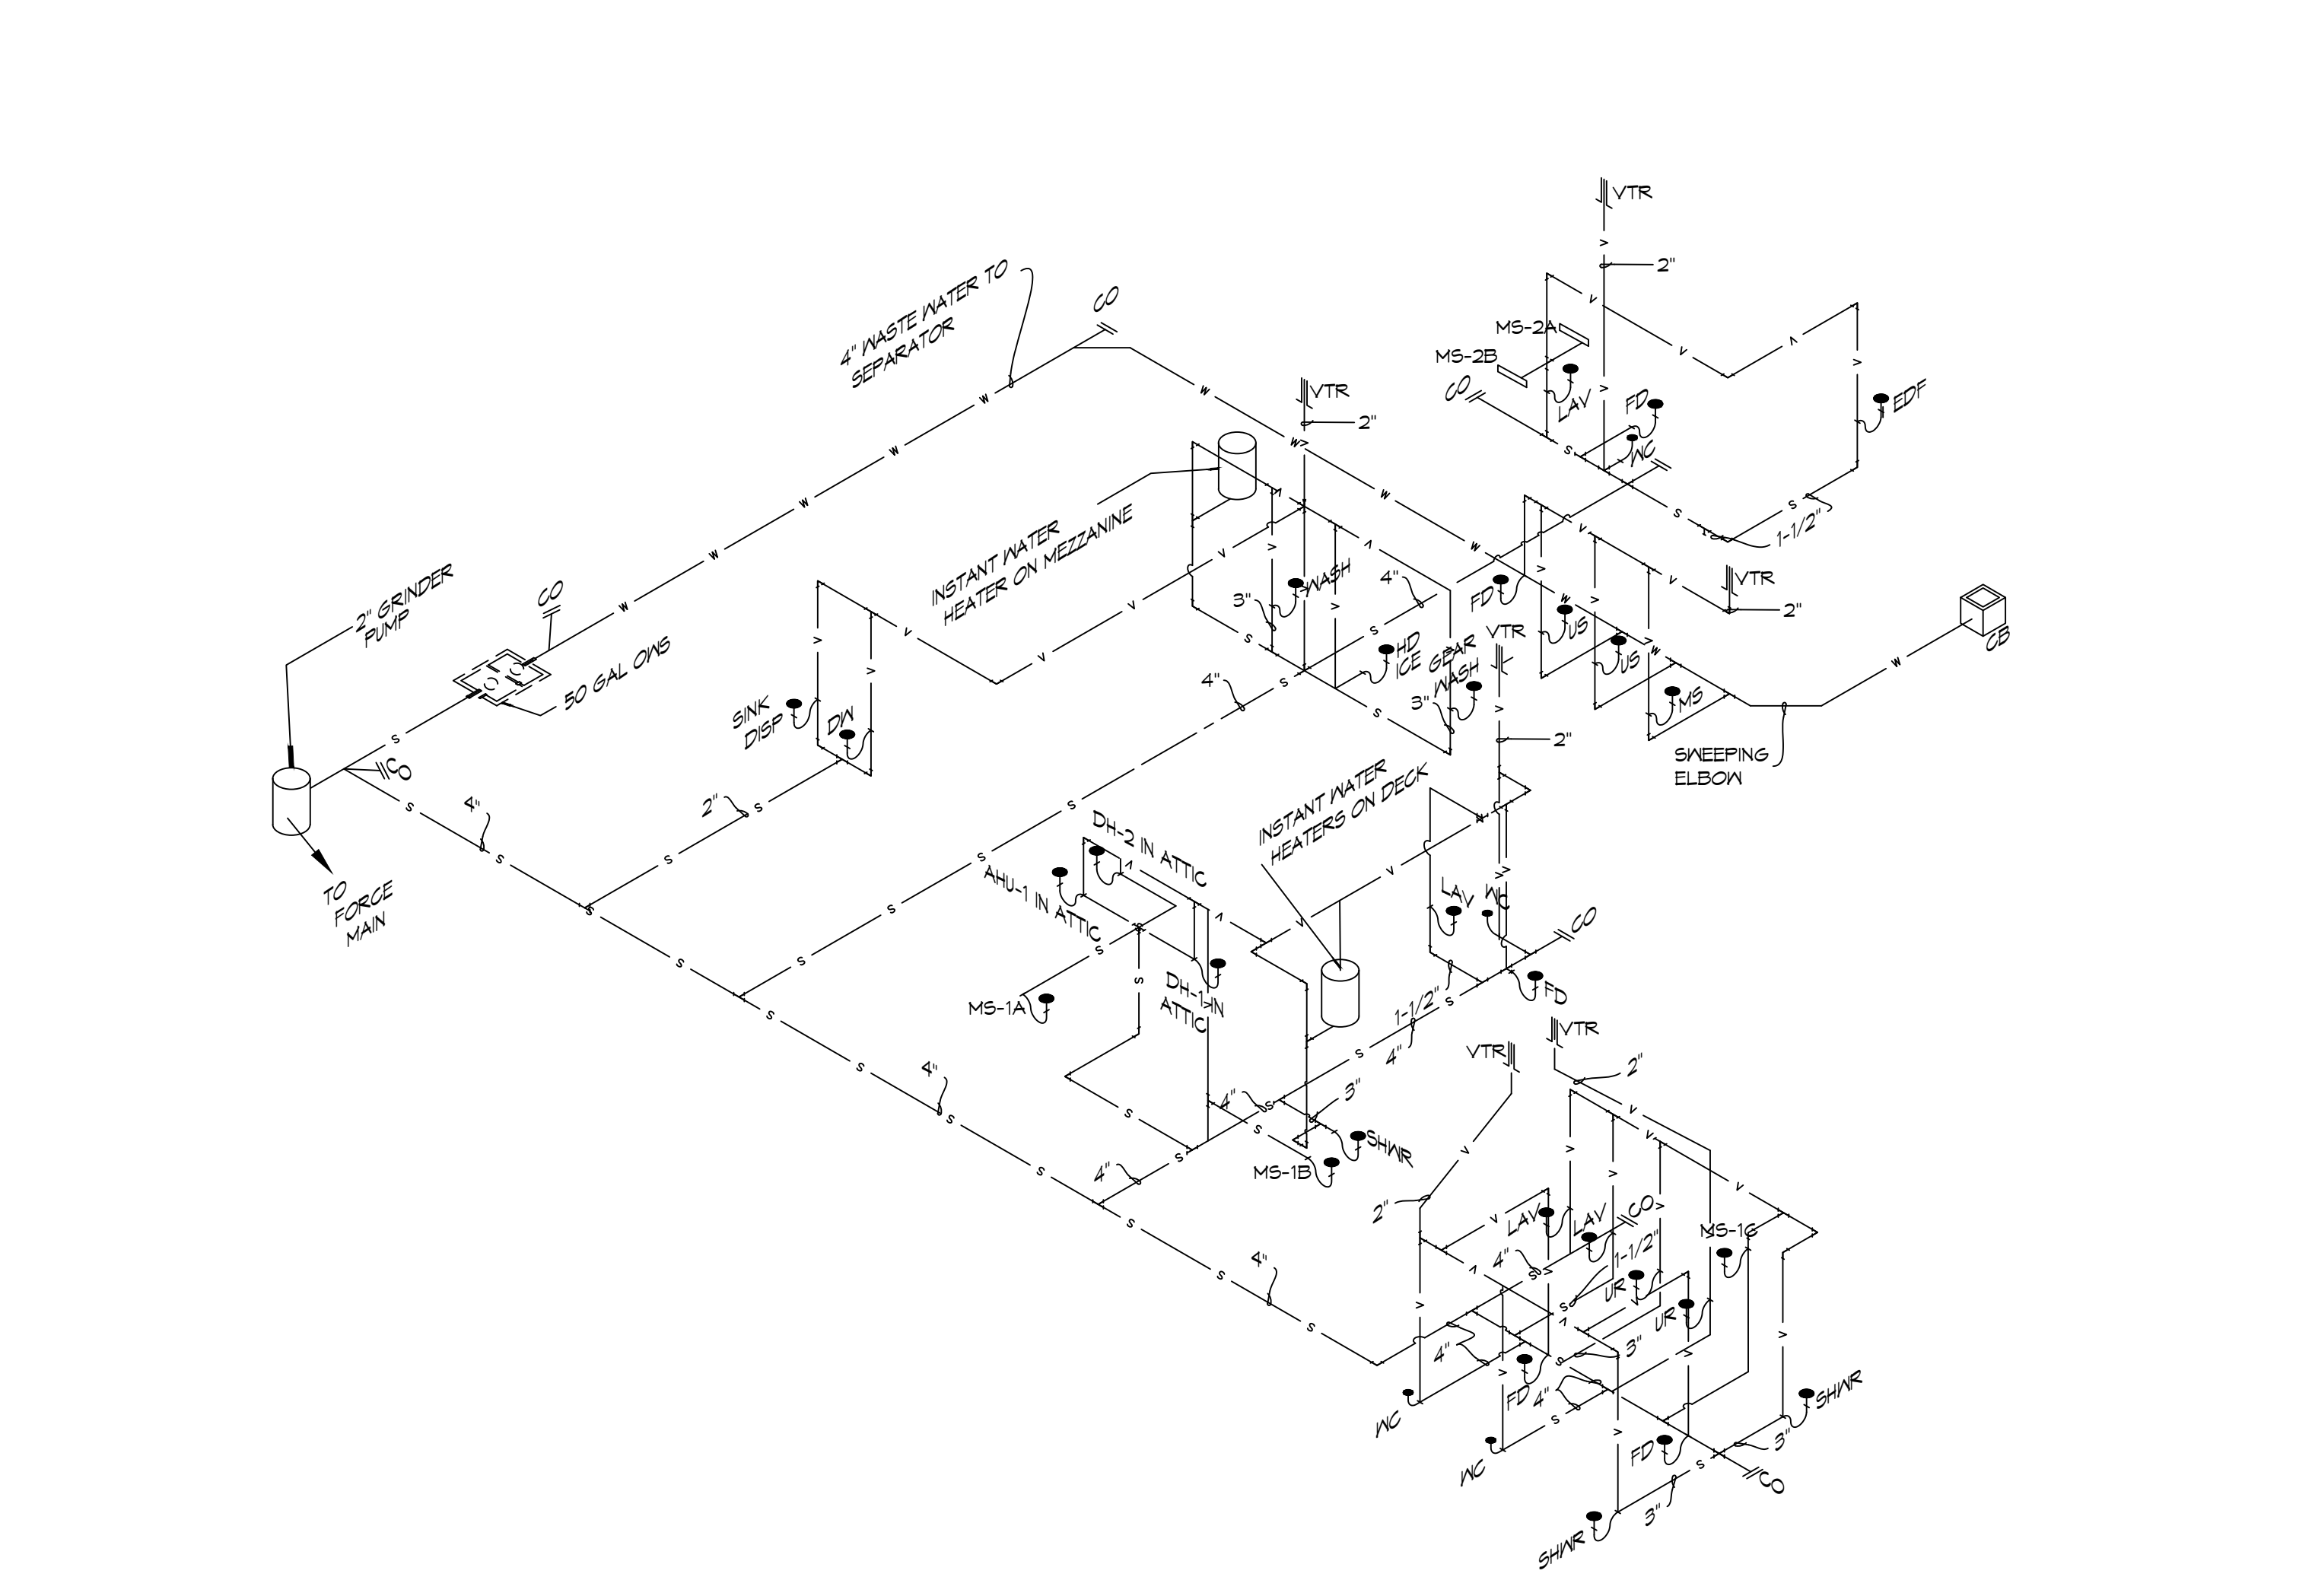 VTR
2"
MS-2A
MS-2B
CO
LAV
FD
WC
EDF
1-1/2"
1-1/2"
4" WASTE WATER TO
SEPARATOR
CO
VTR
2"
INSTANT WATER
HEATER ON MEZZANINE
WASH
3"
4"
HD
ICE
GEAR
WASH
3"
4"
FD
US
US
MS
VTR
2"
CB
SWEEPING
ELBOW
2" GRINDER
PUMP
CO
50 GAL OWS
CO
TO
FORCE
MAIN
4"
SINK
DISP
DW
2"
VTR
2"
INSTANT WATER
HEATERS ON DECK
DH-2 IN ATTIC
AHU-1 IN ATTIC
MS-1A
DH-1 IN
ATTIC
LAV
WC
CO
FD
1-1/2"
4"
4"
3"
SHWR
MS-1B
4"
4"
4"
VTR
VTR
2"
2"
LAV
LAV
CO
4"
1-1/2"
MS-1C
UR
UR
4"
3"
WC
FD
4"
WC
FD
SHWR
3"
CO
3"
SHWR